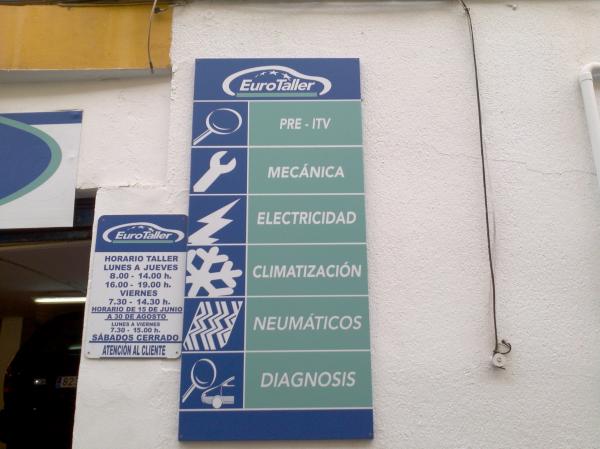 EuroTaller
PRE - ITV
MECÁNICA
ELECTRICIDAD
CLIMATIZACIÓN
NEUMÁTICOS
DIAGNOSIS
EuroTaller
HORARIO TALLER
LUNES A JUEVES
8.00 - 14.00 h.
16.00 - 19.00 h.
VIERNES
7.30 - 14.30 h.
HORARIO DE 15 DE JUNIO
A 30 DE AGOSTO
LUNES A VIERNES
7.30 - 15.00 h.
SÁBADOS CERRADO
ATENCIÓN AL CLIENTE